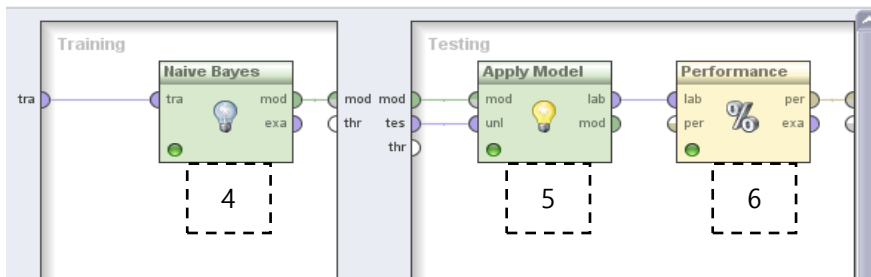 Training
Testing
Naive Bayes
Apply Model
Performance
tra
tra
mod
mod
mod
mod
lab
lab
per
exa
thr
tes
unl
mod
per
exa
thr
4
5
6